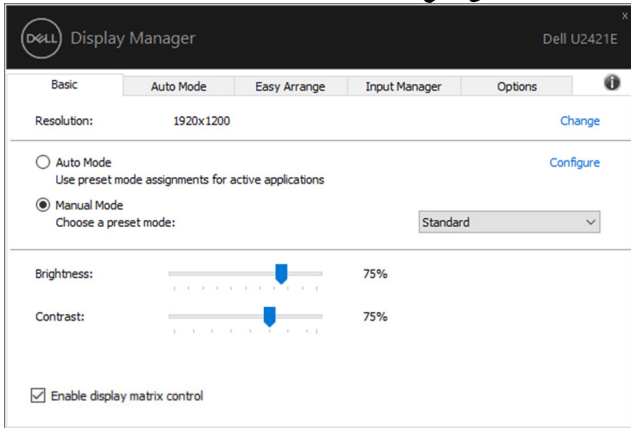 DELL Display Manager Dell U2421E
x
Basic Auto Mode Easy Arrange Input Manager Options i
Resolution: 1920x1200 Change
Auto Mode Configure
Use preset mode assignments for active applications
Manual Mode
Choose a preset mode: Standard
Brightness: 75%
Contrast: 75%
Enable display matrix control